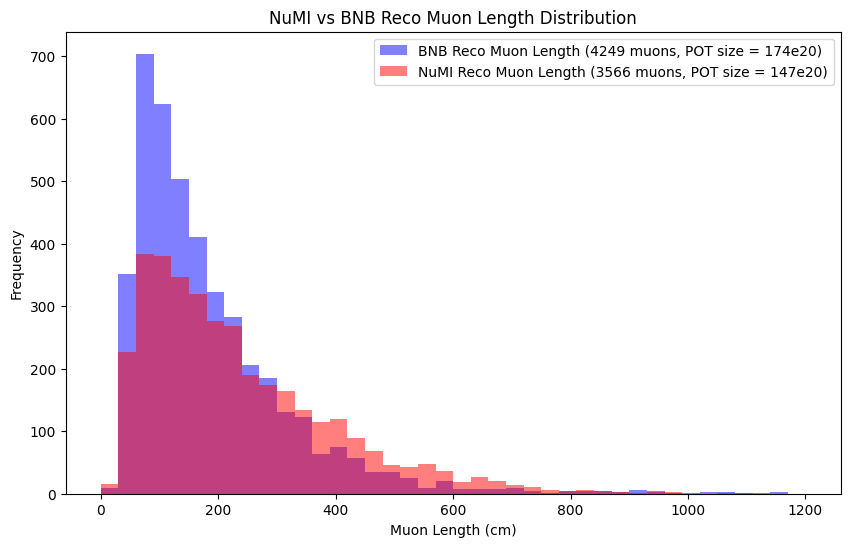 NuMI vs BNB Reco Muon Length Distribution
BNB Reco Muon Length (4249 muons, POT size = 174e20)
NuMI Reco Muon Length (3566 muons, POT size = 147e20)
Frequency
700
600
500
400
300
200
100
0
0 200 400 600 800 1000 1200
Muon Length (cm)